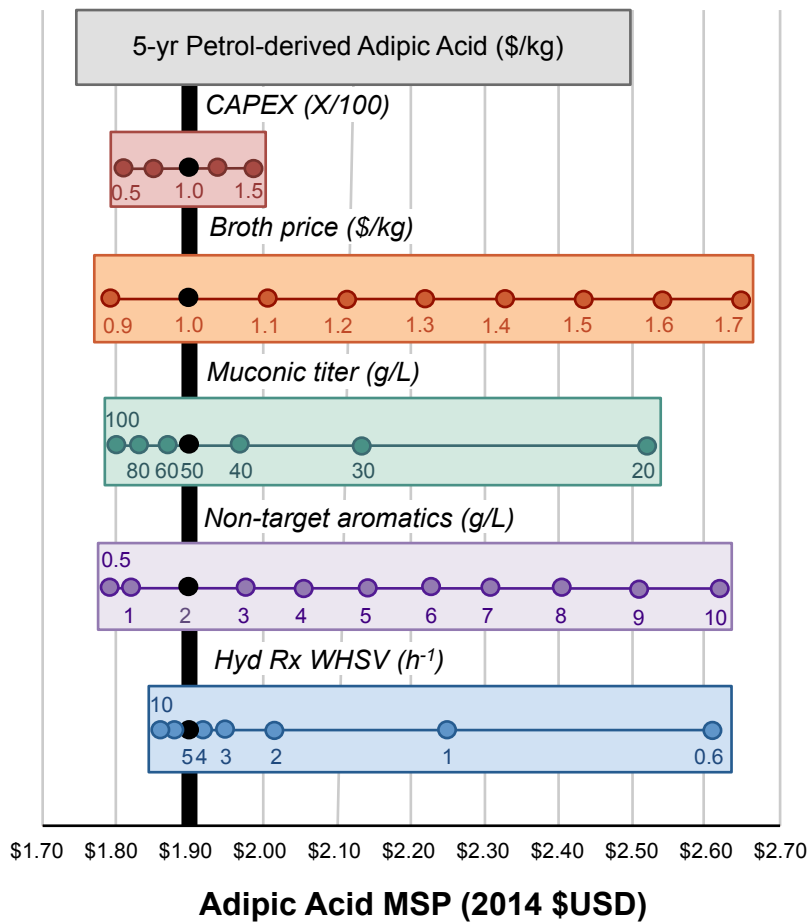 5-yr Petrol-derived Adipic Acid ($/kg)
CAPEX (X/100)
0.5 1.0 1.5
Broth price ($/kg)
0.9 1.0 1.1 1.2 1.3 1.4 1.5 1.6 1.7
Muconic titer (g/L)
100
80 60 50 40 30 20
Non-target aromatics (g/L)
0.5
1 2 3 4 5 6 7 8 9 10
Hyd Rx WHSV (h⁻¹)
10
5 4 3 2 1 0.6
$1.70 $1.80 $1.90 $2.00 $2.10 $2.20 $2.30 $2.40 $2.50 $2.60 $2.70
Adipic Acid MSP (2014 $USD)